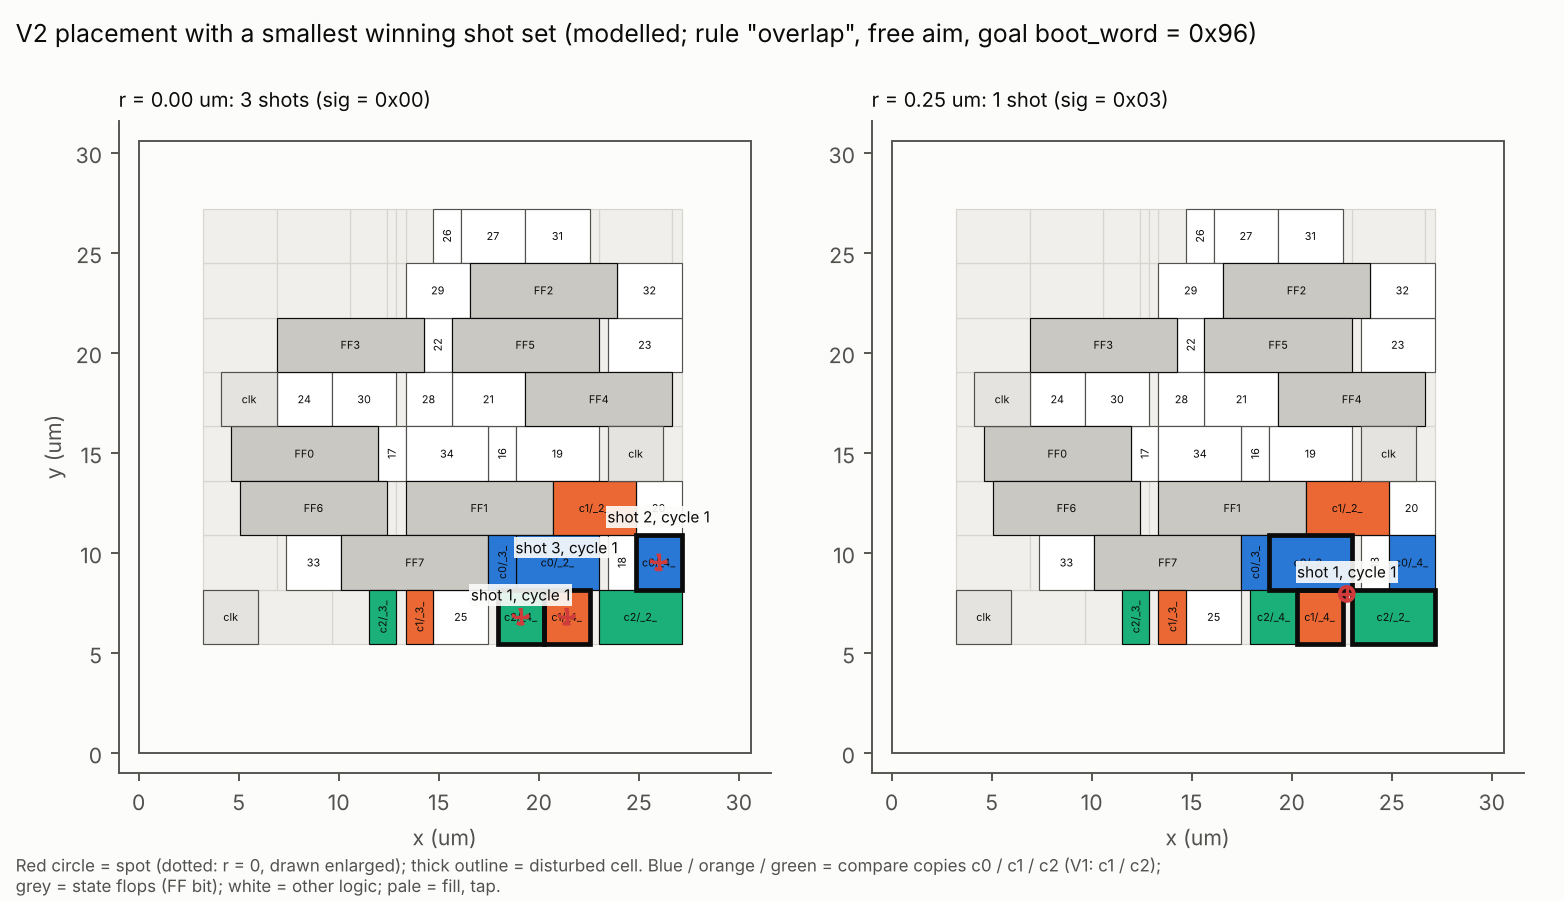 V2 placement with a smallest winning shot set (modelled; rule "overlap", free aim, goal boot_word = 0x96)
r = 0.00 um: 3 shots (sig = 0x00)
30
25
20
15
10
5
0
y (um)
26 27 31
29 FF2 32
FF3 22 FF5 23
clk 24 30 28 21 FF4
FF0 17 34 16 19 clk
FF6 FF1 c1/_2_
shot 2, cycle 1
shot 3, cycle 1
33 FF7 c0/_3_ c0/_2_ 18
shot 1, cycle 1
clk c2/_3_ c1/_3_ 25 c2/_2_
0 5 10 15 20 25 30
x (um)
r = 0.25 um: 1 shot (sig = 0x03)
30
25
20
15
10
5
0
26 27 31
29 FF2 32
FF3 22 FF5 23
clk 24 30 28 21 FF4
FF0 17 34 16 19 clk
FF6 FF1 c1/_2_ 20
33 FF7 c0/_3_ c0/_4_
shot 1, cycle 1
clk c2/_3_ c1/_3_ 25 c2/_4_ c1/_4_ c2/_2_
0 5 10 15 20 25 30
x (um)
Red circle = spot (dotted: r = 0, drawn enlarged); thick outline = disturbed cell. Blue / orange / green = compare copies c0 / c1 / c2 (V1: c1 / c2);
grey = state flops (FF bit); white = other logic; pale = fill, tap.